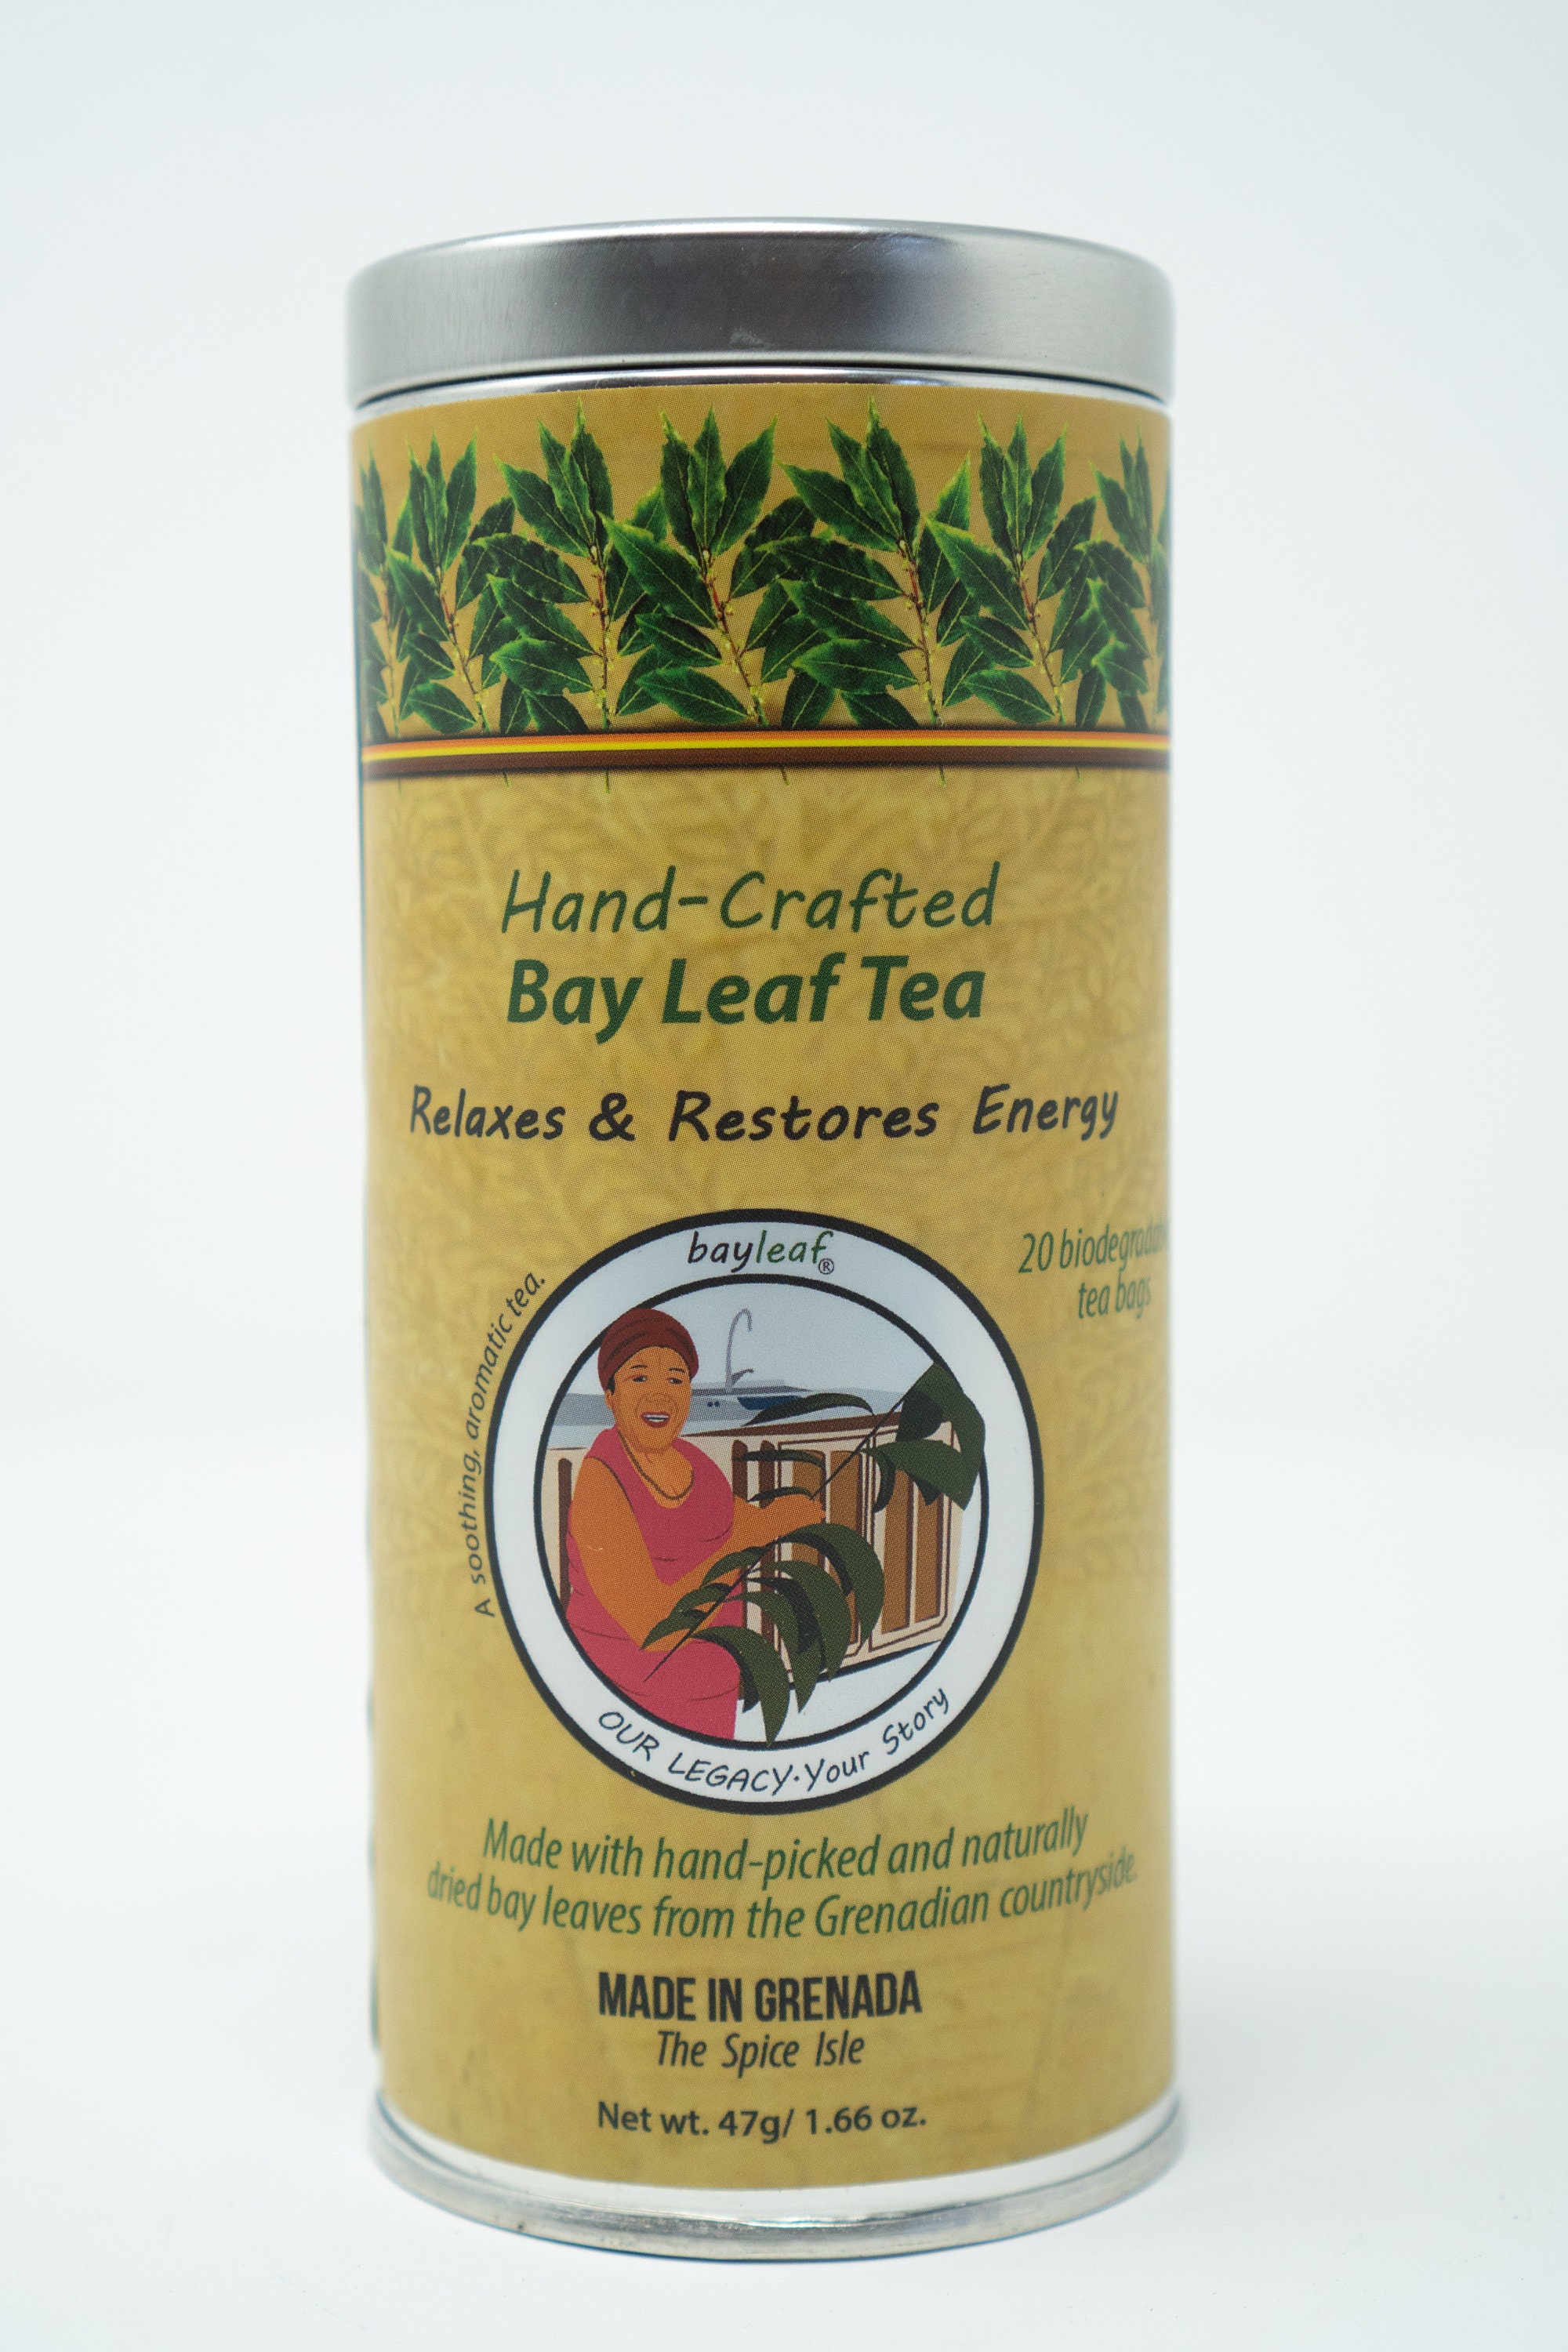 Hand-Crafted
Bay Leaf Tea
Relaxes & Restores Energy
20
tea bags
A soothing, aromatic tea.
bayleaf®
OUR LEGACY·Your Story
Made with hand-picked and naturally
dried bay leaves from the Grenadian countryside.
MADE IN GRENADA
The Spice Isle
Net wt. 47g/ 1.66 oz.